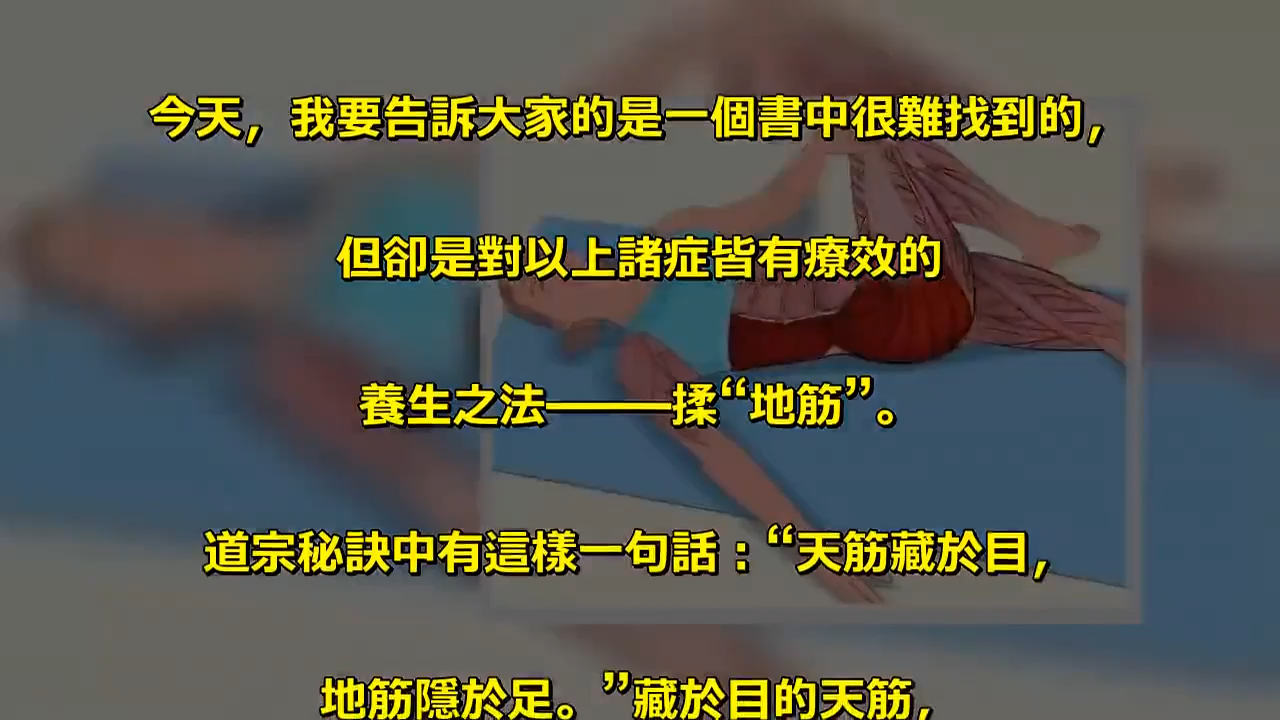 今天，我要告訴大家的是一個書中很難找到的，
但卻是對以上諸症皆有療效的
養生之法———揉“地筋”。
道宗秘訣中有這樣一句話：“天筋藏於目，
地筋隱於足。”藏於目的天筋，